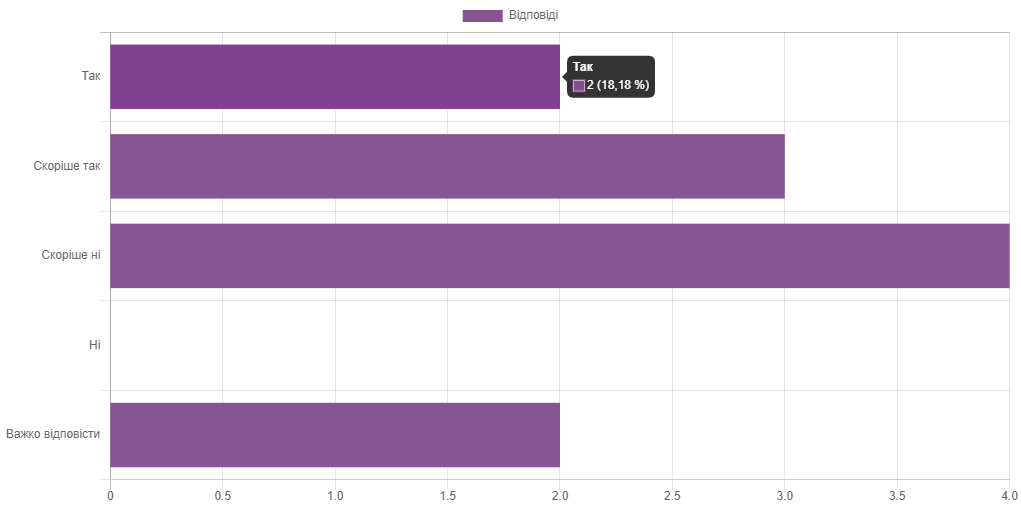 Відповіді
Так
Так
2 (18,18 %)
Скоріше так
Скоріше ні
Ні
Важко відповісти
0 0.5 1.0 1.5 2.0 2.5 3.0 3.5 4.0